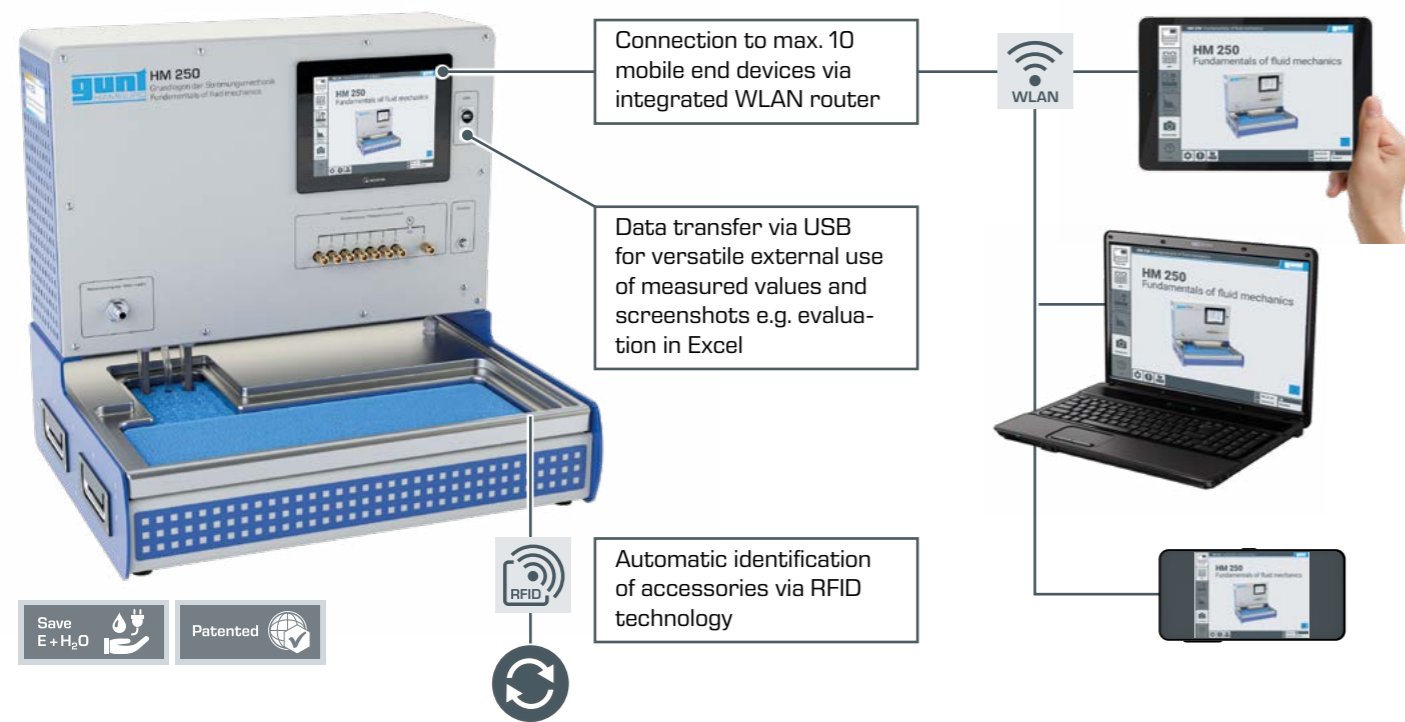 gunt
HAMBURG
HM 250
Grundlagen der Strömungsmechanik
Fundamentals of fluid mechanics
HM 250
Fundamentals of fluid mechanics
Connection to max. 10
mobile end devices via
integrated WLAN router
WLAN
HM 250
Fundamentals of fluid mechanics
Data transfer via USB
for versatile external use
of measured values and
screenshots e.g. evalua-
tion in Excel
HM 250
Fundamentals of fluid mechanics
gunt
RFID
Automatic identification
of accessories via RFID
technology
HM 250
Fundamentals of fluid mechanics
Save
E + H₂O
Patented